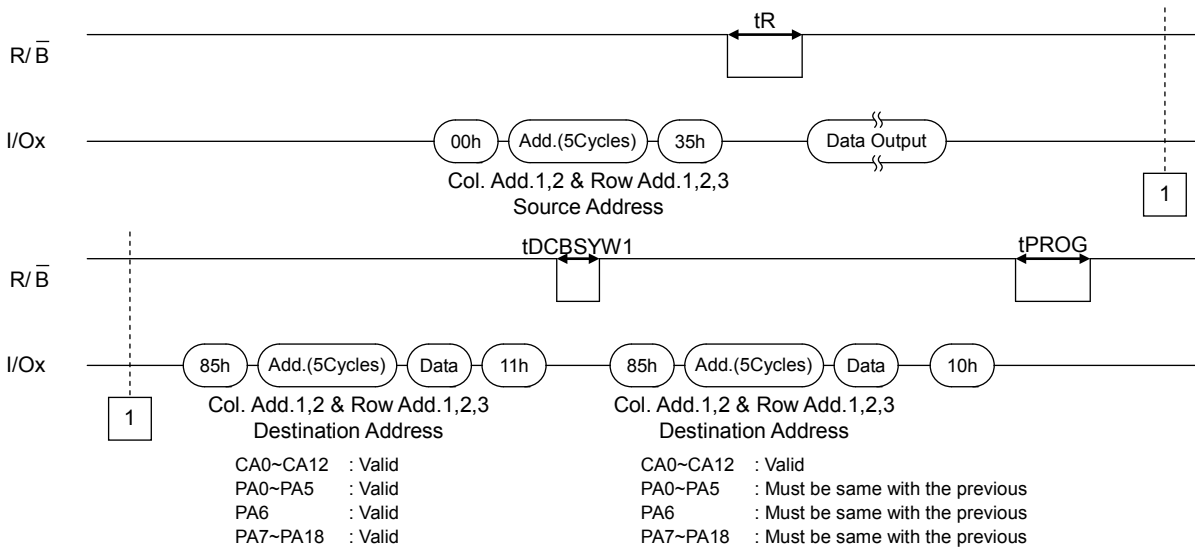 tR
R/B̅
I/Ox
00h Add.(5Cycles) 35h Data Output
Col. Add.1,2 & Row Add.1,2,3
Source Address
1
tDCBSYW1 tPROG
R/B̅
I/Ox
85h Add.(5Cycles) Data 11h 85h Add.(5Cycles) Data 10h
1
Col. Add.1,2 & Row Add.1,2,3 Col. Add.1,2 & Row Add.1,2,3
Destination Address Destination Address
CA0~CA12 : Valid CA0~CA12 : Valid
PA0~PA5 : Valid PA0~PA5 : Must be same with the previous
PA6 : Valid PA6 : Must be same with the previous
PA7~PA18 : Valid PA7~PA18 : Must be same with the previous